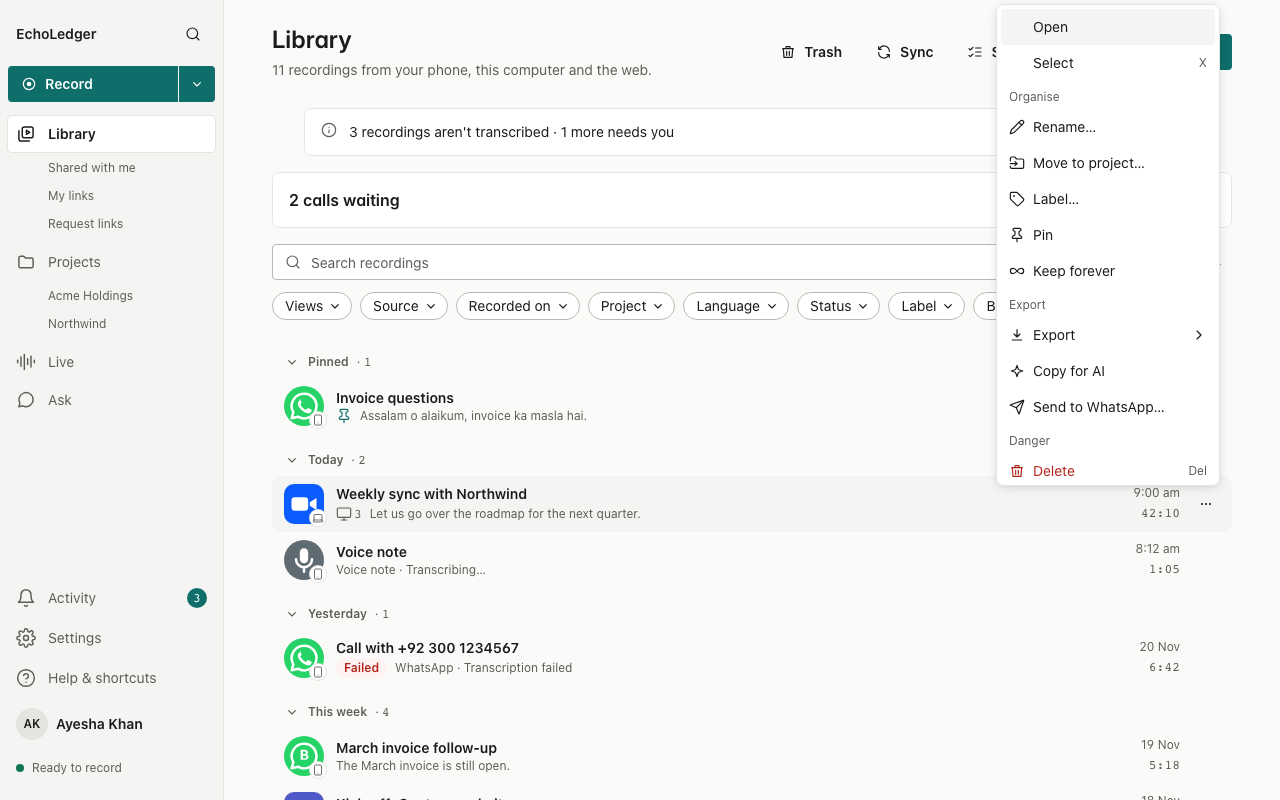 EchoLedger
Record
Library
Shared with me
My links
Request links
Projects
Acme Holdings
Northwind
Live
Ask
Activity
3
Settings
Help & shortcuts
AK Ayesha Khan
Ready to record
Library
11 recordings from your phone, this computer and the web.
Trash
Sync
3 recordings aren't transcribed · 1 more needs you
2 calls waiting
Search recordings
Views
Source
Recorded on
Project
Language
Status
Label
Pinned · 1
Invoice questions
Assalam o alaikum, invoice ka masla hai.
Today · 2
Weekly sync with Northwind
9:00 am
3 Let us go over the roadmap for the next quarter.
42:10
Voice note
8:12 am
Voice note · Transcribing...
1:05
Yesterday · 1
Call with +92 300 1234567
20 Nov
Failed WhatsApp · Transcription failed
6:42
This week · 4
B
March invoice follow-up
19 Nov
The March invoice is still open.
5:18
18 Nov
Open
Select X
Organise
Rename...
Move to project...
Label...
Pin
Keep forever
Export
Export
Copy for AI
Send to WhatsApp...
Danger
Delete Del